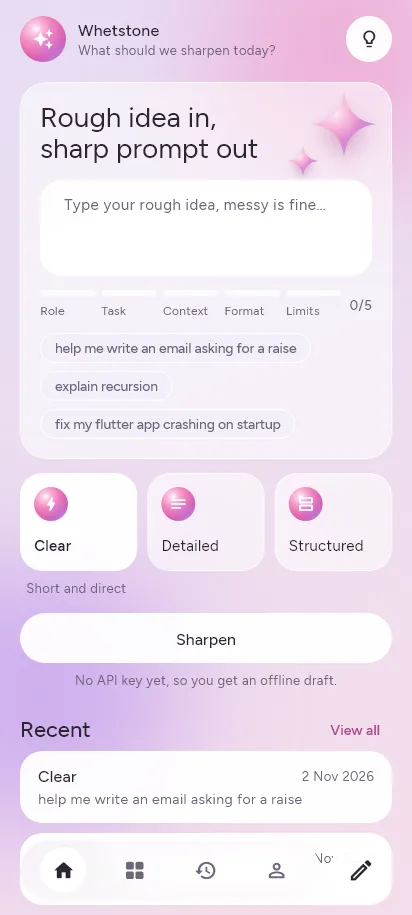 Whetstone
What should we sharpen today?
Rough idea in,
sharp prompt out
Type your rough idea, messy is fine...
Role Task Context Format Limits 0/5
help me write an email asking for a raise
explain recursion
fix my flutter app crashing on startup
Clear Detailed Structured
Short and direct
Sharpen
No API key yet, so you get an offline draft.
Recent View all
Clear 2 Nov 2026
help me write an email asking for a raise